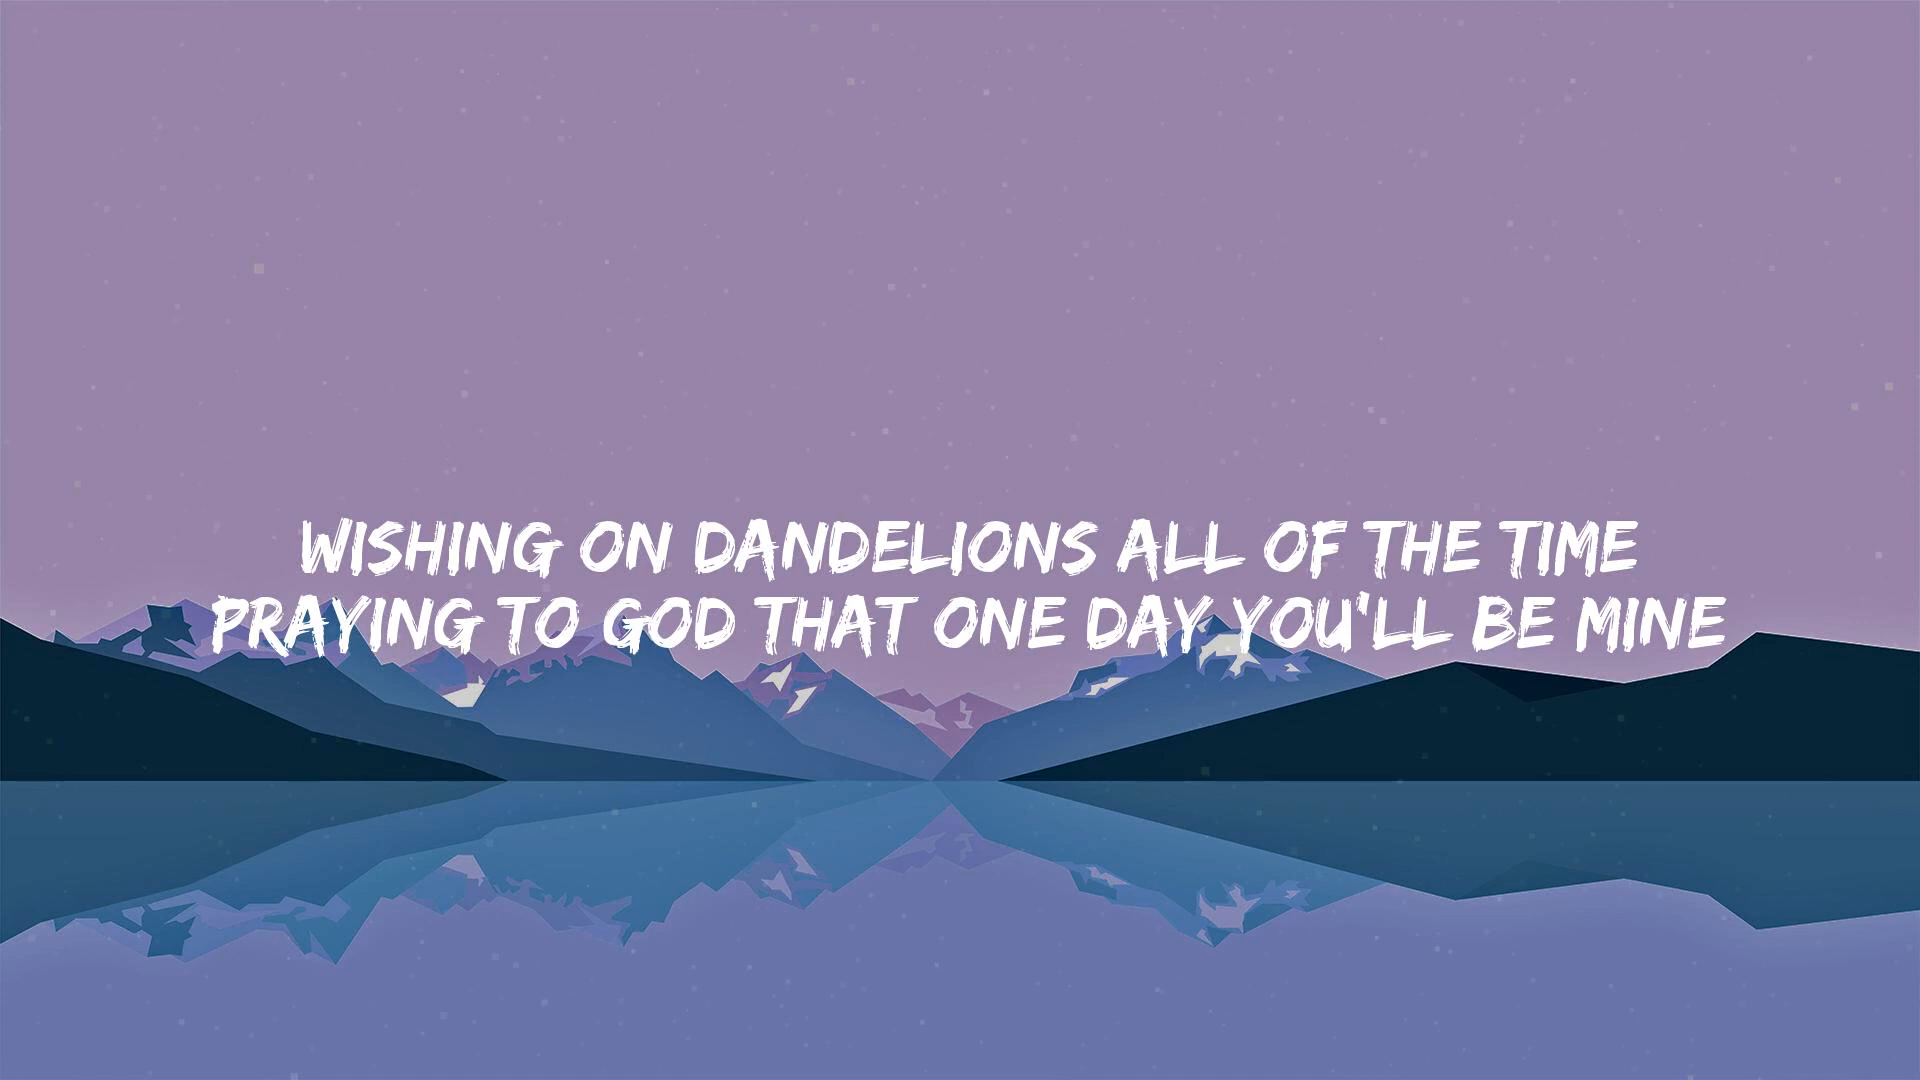 WISHING ON DANDELIONS ALL OF THE TIME
PRAYING TO GOD THAT ONE DAY YOU'LL BE MINE